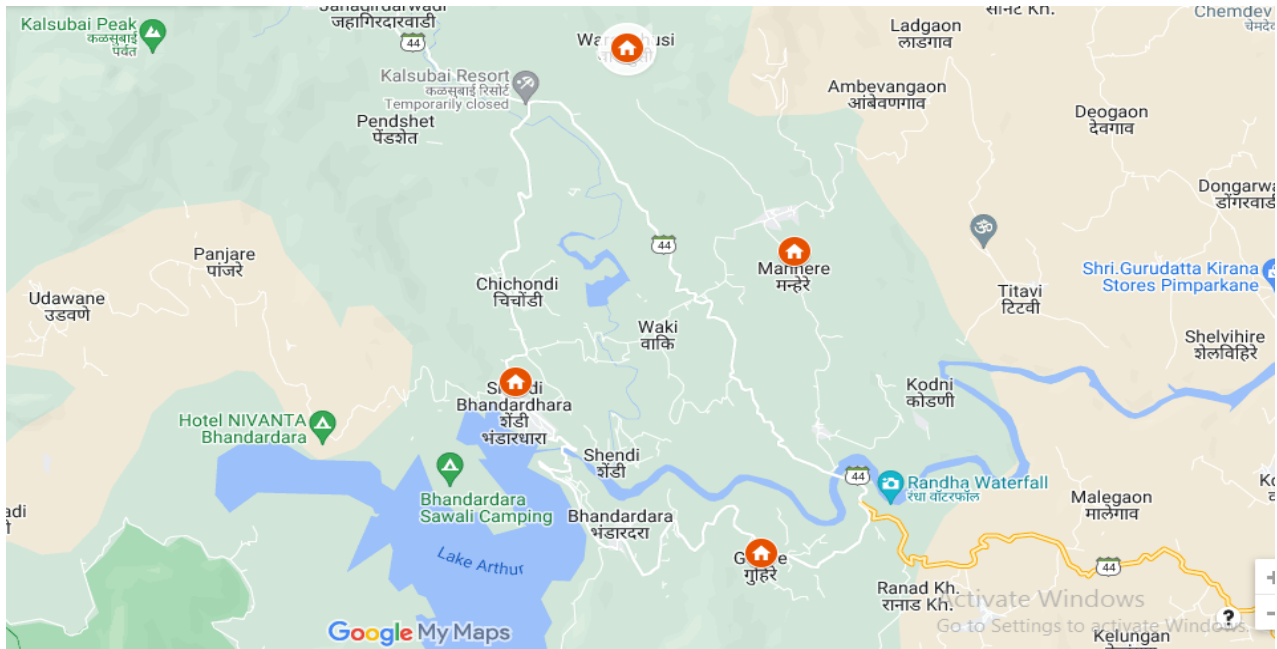 Kalsubai Peak
कळसुबाई
पर्वत
जहागिरदारवाडी
44
Ladgaon
लाडगाव
Chemdev
Kalsubai Resort
कळसुबाई रिसोर्ट
Temporarily closed
Pendshet
पेंडशेत
Ambevangaon
आंबेवणगाव
Deogaon
देवगाव
Dongarwa
डोंगरवाडी
Panjare
पांजरे
Udawane
उडवणे
44
Manhere
मन्हेरे
Chichondi
चिचोंडी
Titavi
टिटवी
Shri.Gurudatta Kirana
Stores Pimparkane
Waki
वाकि
Shelvihire
शेलविहिरे
Kodni
कोडणी
Bhandardhara
शेंडी
भंडारधारा
Hotel NIVANTA
Bhandardara
Shendi
शेंडी
44
Randha Waterfall
रंधा वॉटरफॉल
Bhandardara
Sawali Camping
Malegaon
मालेगाव
Bhandardara
भंडारदरा
Lake Arthur
गुहिरे
44
Ranad Kh.
रानाड Kh.
Activate Windows
Go to Settings to activate Windows.
?
Google My Maps
Kelungan